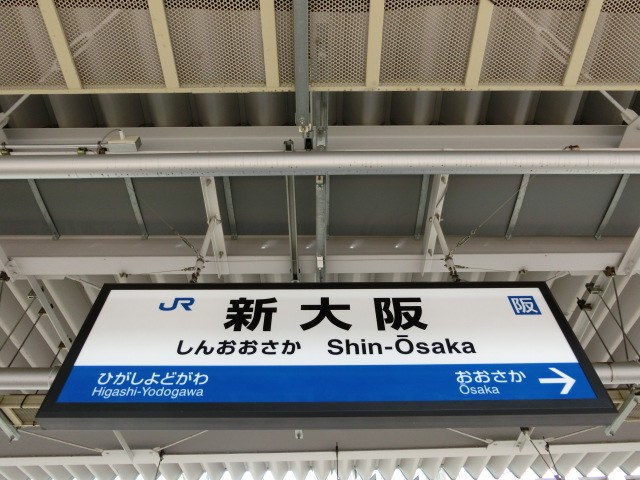 JR 新大阪 阪
しんおおさか Shin-Ōsaka
ひがしよどがわ おおさか
Higashi-Yodogawa Ōsaka